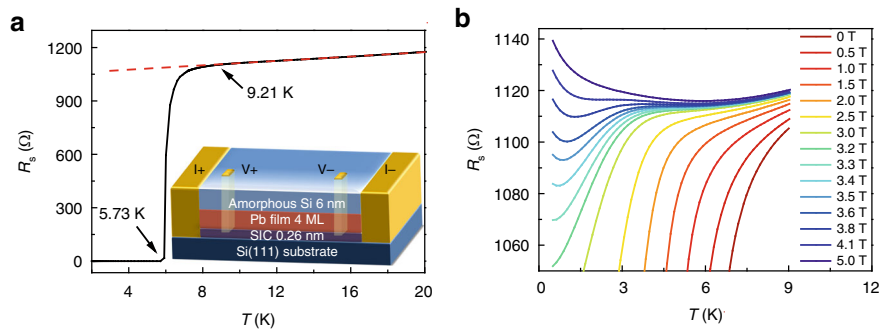 a
1200
900
600
300
0
R_s (Ω)
9.21 K
5.73 K
I+
V+
V−
I−
Amorphous Si 6 nm
Pb film 4 ML
SIC 0.26 nm
Si(111) substrate
4 8 12 16 20
T (K)
b
1140
1120
1100
1080
1060
R_s (Ω)
0 T
0.5 T
1.0 T
1.5 T
2.0 T
2.5 T
3.0 T
3.2 T
3.3 T
3.4 T
3.5 T
3.6 T
3.8 T
4.1 T
5.0 T
0.0 3 6 9 12
T (K)